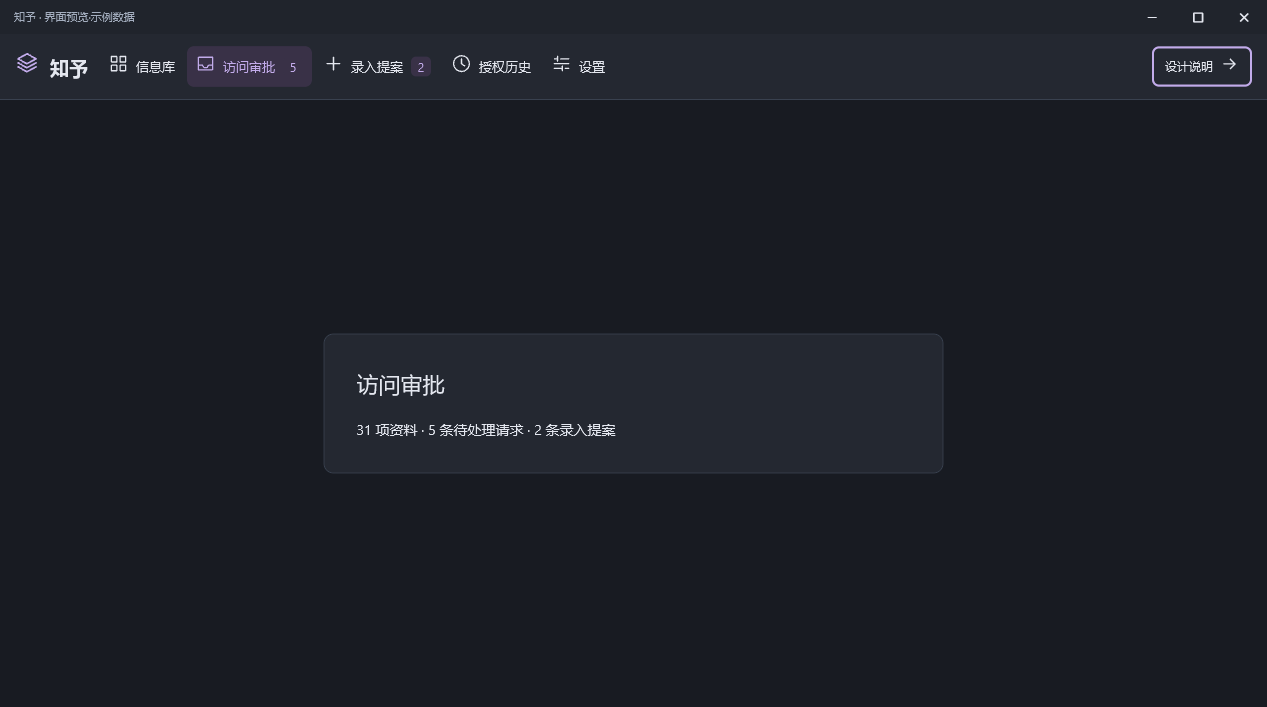 知予 · 界面预览·示例数据
知予 信息库 访问审批 5 录入提案 2 授权历史 设置 设计说明
访问审批
31 项资料 · 5 条待处理请求 · 2 条录入提案